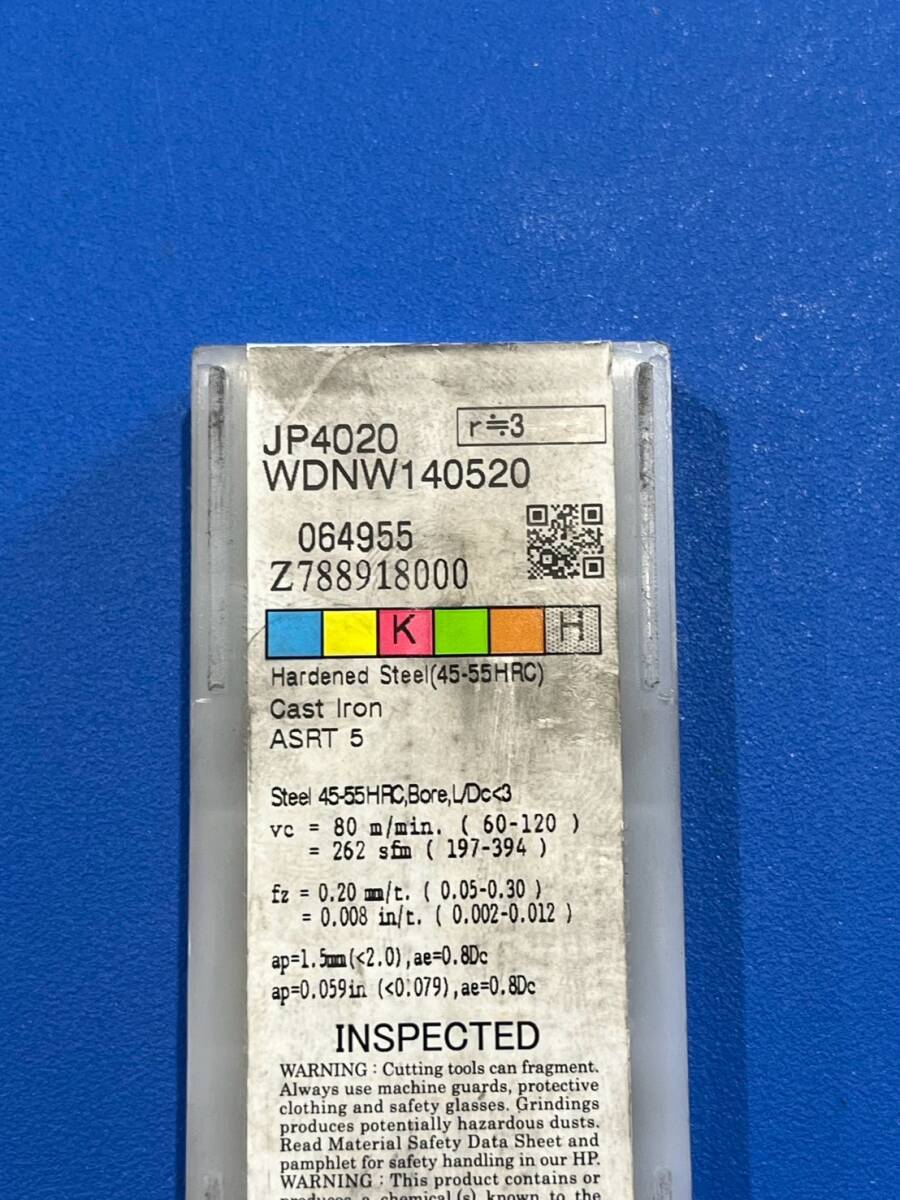 JP4020
r≒3
WDNW140520
064955
Z788918000
K H
Hardened Steel(45-55HRC)
Cast Iron
ASRT 5
Steel 45-55HRC,Bore,L/Dc<3
vc = 80 m/min. ( 60-120 )
= 262 sfm ( 197-394 )
fz = 0.20 mm/t. ( 0.05-0.30 )
= 0.008 in/t. ( 0.002-0.012 )
ap=1.5mm(<2.0),ae=0.8Dc
ap=0.059in (<0.079),ae=0.8Dc
INSPECTED
WARNING : Cutting tools can fragment.
Always use machine guards, protective
clothing and safety glasses. Grindings
produces potentially hazardous dusts.
Read Material Safety Data Sheet and
pamphlet for safety handling in our HP.
WARNING : This product contains or
produces a chemical(s) known to the